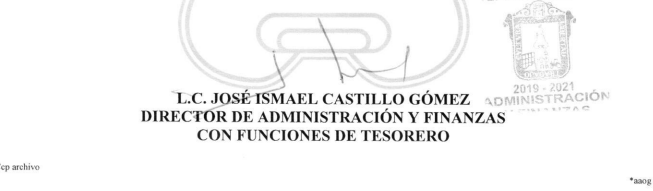 2019 - 2021
ADMINISTRACIÓN
L.C. JOSÉ ISMAEL CASTILLO GÓMEZ
DIRECTOR DE ADMINISTRACIÓN Y FINANZAS
CON FUNCIONES DE TESORERO
cp archivo
*aaog